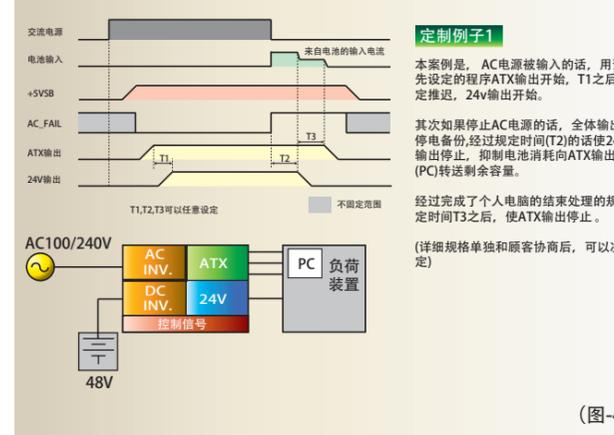 交流电源
电池输入
来自电池的输入电流
+5VSB
AC_FAIL
ATX输出
24V输出
T1
T2
T3
T1,T2,T3可以任意设定
不固定范围
AC100/240V
AC INV.
ATX
DC INV.
24V
控制信号
PC
负荷
装置
48V
定制例子1
本案例是， AC电源被输入的话，用
先设定的程序ATX输出开始，T1之后
定推迟，24v输出开始。
其次如果停止AC电源的话，全体输
停电备份,经过规定时间(T2)的话使2
输出停止，抑制电池消耗向ATX输出
(PC)转送剩余容量。
经过完成了个人电脑的结束处理的规
定时间T3之后，使ATX输出停止 。
(详细规格单独和顾客协商后，可以
定)
（图-